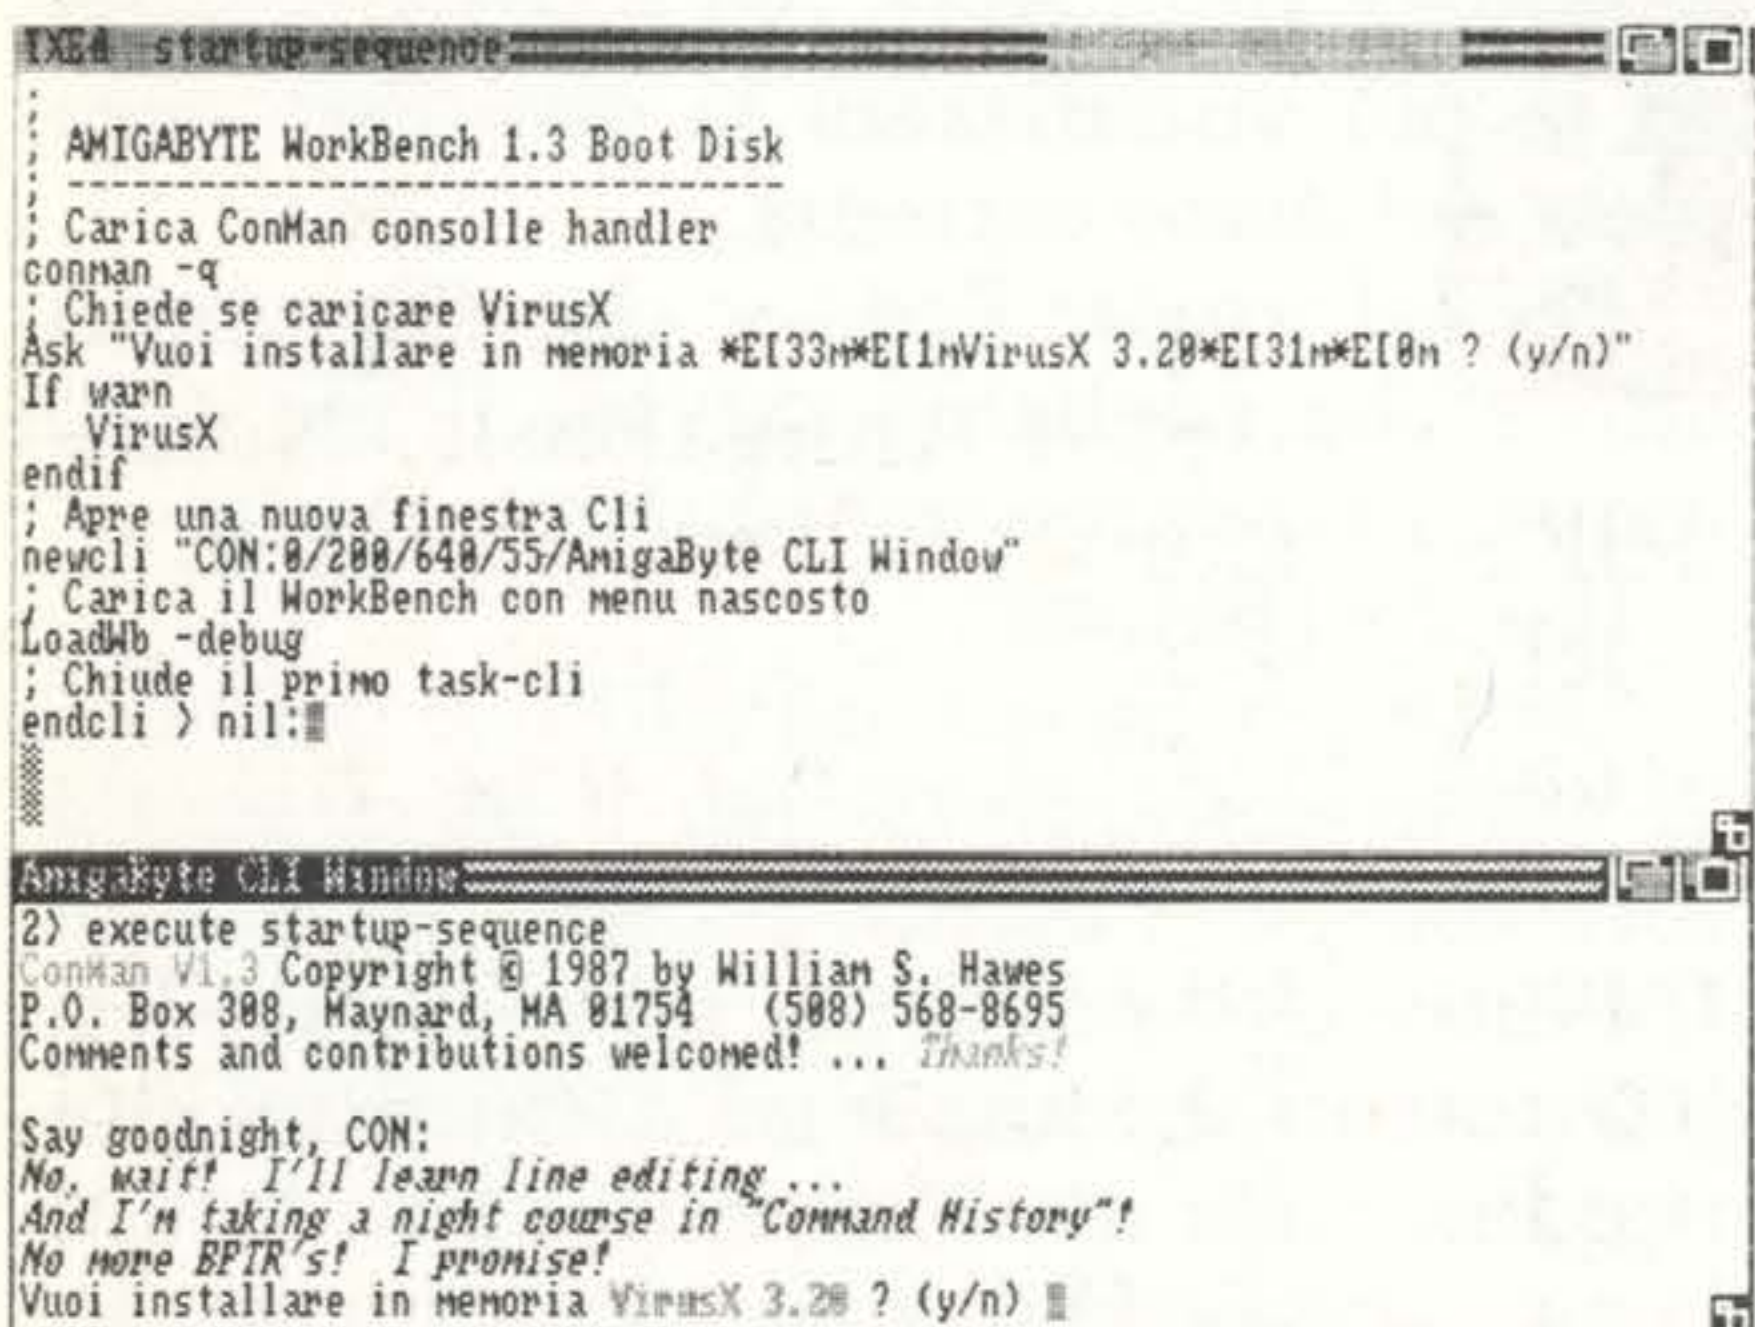 TxEd startup-sequence
;
; AMIGABYTE WorkBench 1.3 Boot Disk
; ---------------------------------
; Carica ConMan consolle handler
conman -q
; Chiede se caricare VirusX
Ask "Vuoi installare in memoria *E[33m*E[1mVirusX 3.20*E[31m*E[0m ? (y/n)"
If warn
VirusX
endif
; Apre una nuova finestra Cli
newcli "CON:0/200/640/55/AmigaByte CLI Window"
; Carica il WorkBench con menu nascosto
LoadWb -debug
; Chiude il primo task-cli
endcli > nil:
AmigaByte CLI Window
2> execute startup-sequence
ConMan V1.3 Copyright © 1987 by William S. Hawes
P.O. Box 308, Maynard, MA 01754 (508) 568-8695
Comments and contributions welcomed! ... Thanks!
Say goodnight, CON:
No, wait! I'll learn line editing ...
And I'm taking a night course in "Command History"!
No more BPTR's! I promise!
Vuoi installare in memoria VirusX 3.20 ? (y/n)